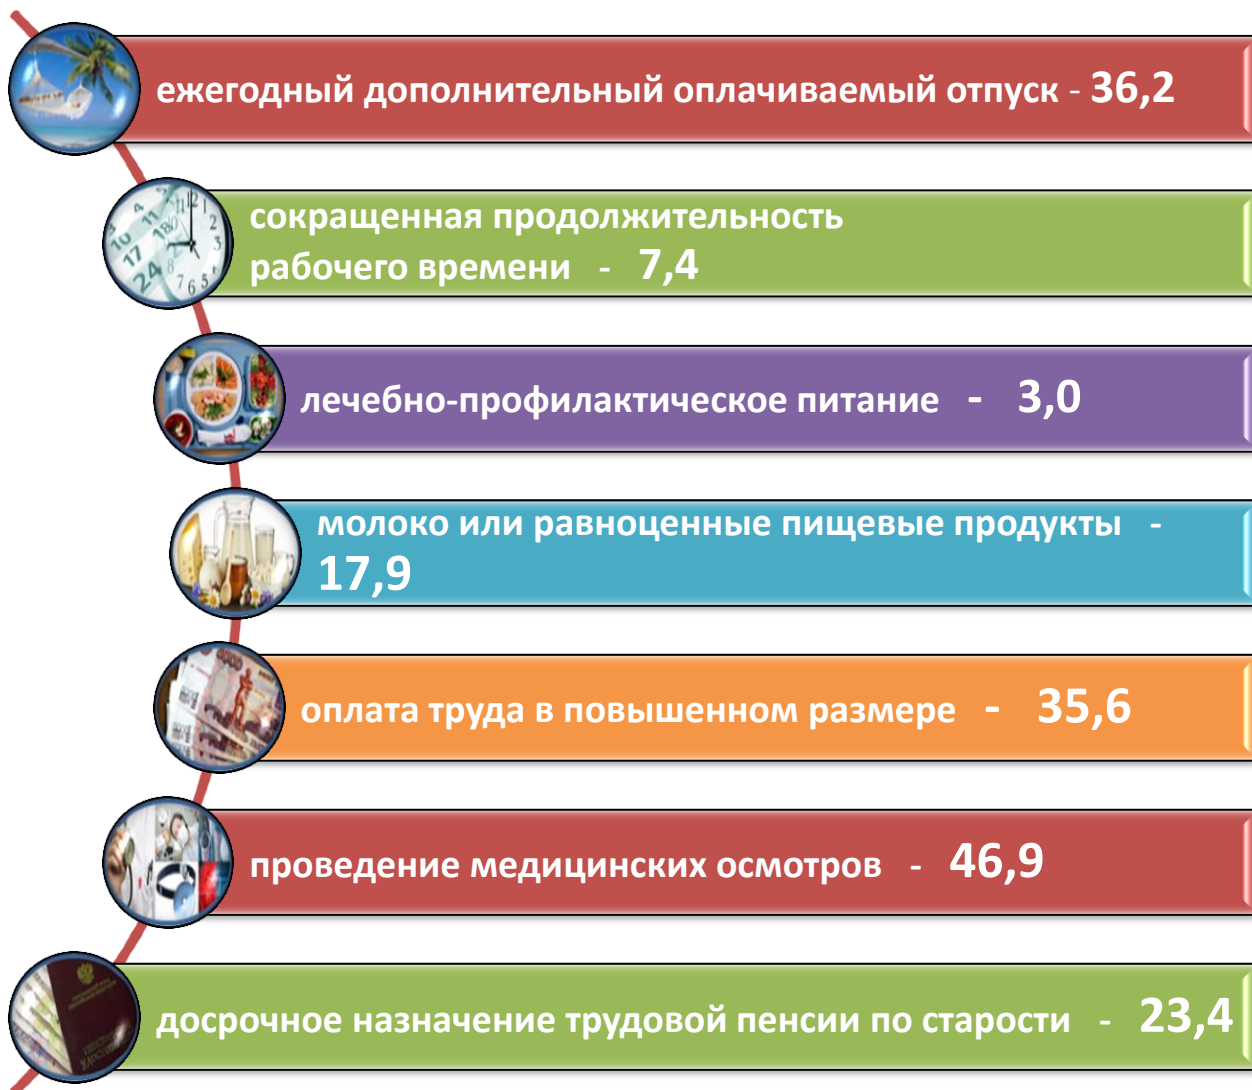 ежегодный дополнительный оплачиваемый отпуск - 36,2
сокращенная продолжительность
рабочего времени - 7,4
лечебно-профилактическое питание - 3,0
молоко или равноценные пищевые продукты -
17,9
оплата труда в повышенном размере - 35,6
проведение медицинских осмотров - 46,9
досрочное назначение трудовой пенсии по старости - 23,4